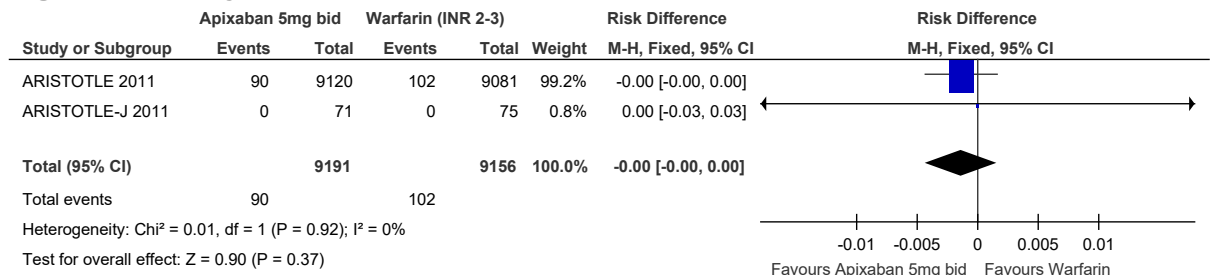 Apixaban 5mg bid Warfarin (INR 2-3) Risk Difference Risk Difference
Study or Subgroup Events Total Events Total Weight M-H, Fixed, 95% CI M-H, Fixed, 95% CI
ARISTOTLE 2011 90 9120 102 9081 99.2% -0.00 [-0.00, 0.00]
ARISTOTLE-J 2011 0 71 0 75 0.8% 0.00 [-0.03, 0.03]
Total (95% CI) 9191 9156 100.0% -0.00 [-0.00, 0.00]
Total events 90 102
Heterogeneity: Chi² = 0.01, df = 1 (P = 0.92); I² = 0%
Test for overall effect: Z = 0.90 (P = 0.37)
-0.01 -0.005 0 0.005 0.01
Favours Apixaban 5mg bid Favours Warfarin